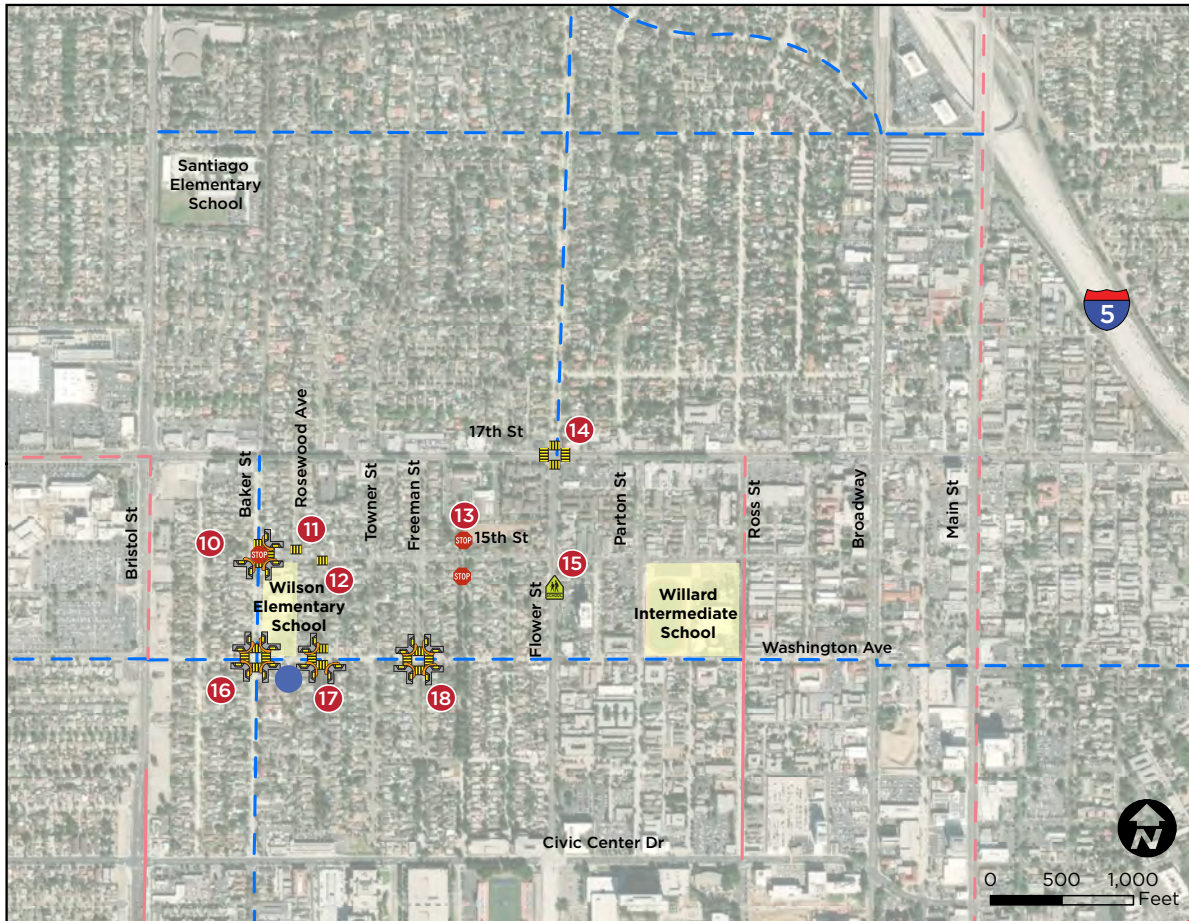 Santiago
Elementary
School
5
17th St
14
Baker St
Rosewood Ave
Towner St
Freeman St
Parton St
Ross St
Broadway
Main St
Bristol St
10
11
13
15th St
STOP
STOP
12
STOP
15
Wilson
Elementary
School
Flower St
Willard
Intermediate
School
Washington Ave
16
17
18
Civic Center Dr
N
0 500 1,000
Feet